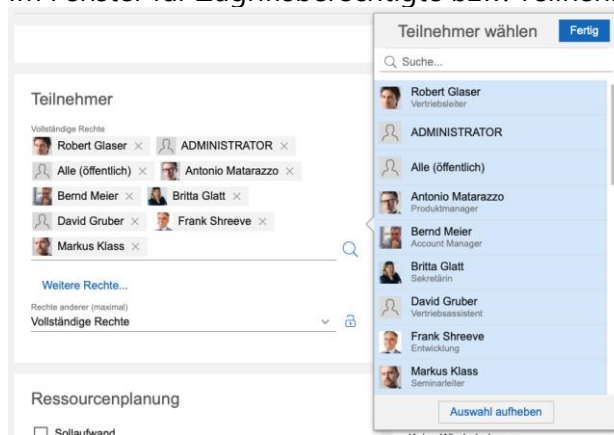 Teilnehmer wählen
Fertig
Suche...
Teilnehmer
Vollständige Rechte
Robert Glaser ×
ADMINISTRATOR ×
Alle (öffentlich) ×
Antonio Matarazzo ×
Bernd Meier ×
Britta Glatt ×
David Gruber ×
Frank Shreeve ×
Markus Klass ×
Weitere Rechte...
Rechte anderer (maximal)
Vollständige Rechte
Ressourcenplanung
Sollaufwand
Robert Glaser
Vertriebsleiter
ADMINISTRATOR
Alle (öffentlich)
Antonio Matarazzo
Produktmanager
Bernd Meier
Account Manager
Britta Glatt
Sekretärin
David Gruber
Vertriebsassistent
Frank Shreeve
Entwicklung
Markus Klass
Seminarleiter
Auswahl aufheben